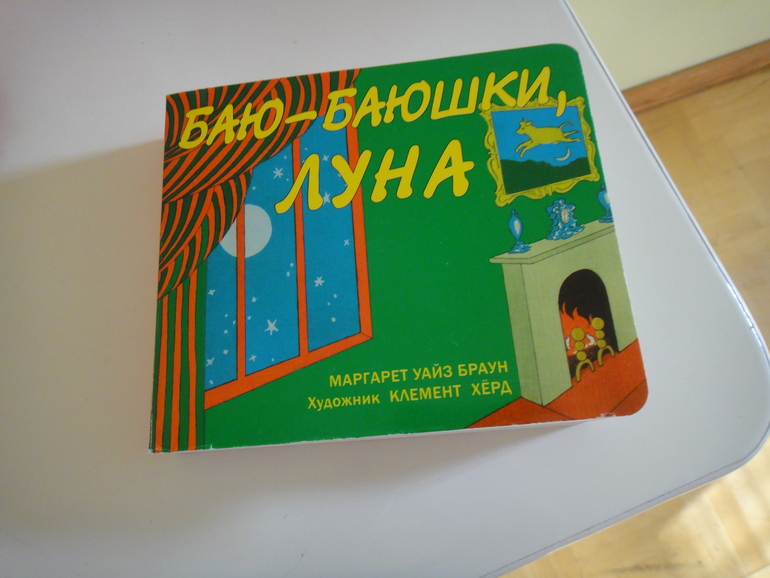 БАЮ-БАЮШКИ,
ЛУНА
МАРГАРЕТ УАЙЗ БРАУН
Художник КЛЕМЕНТ ХЁРД